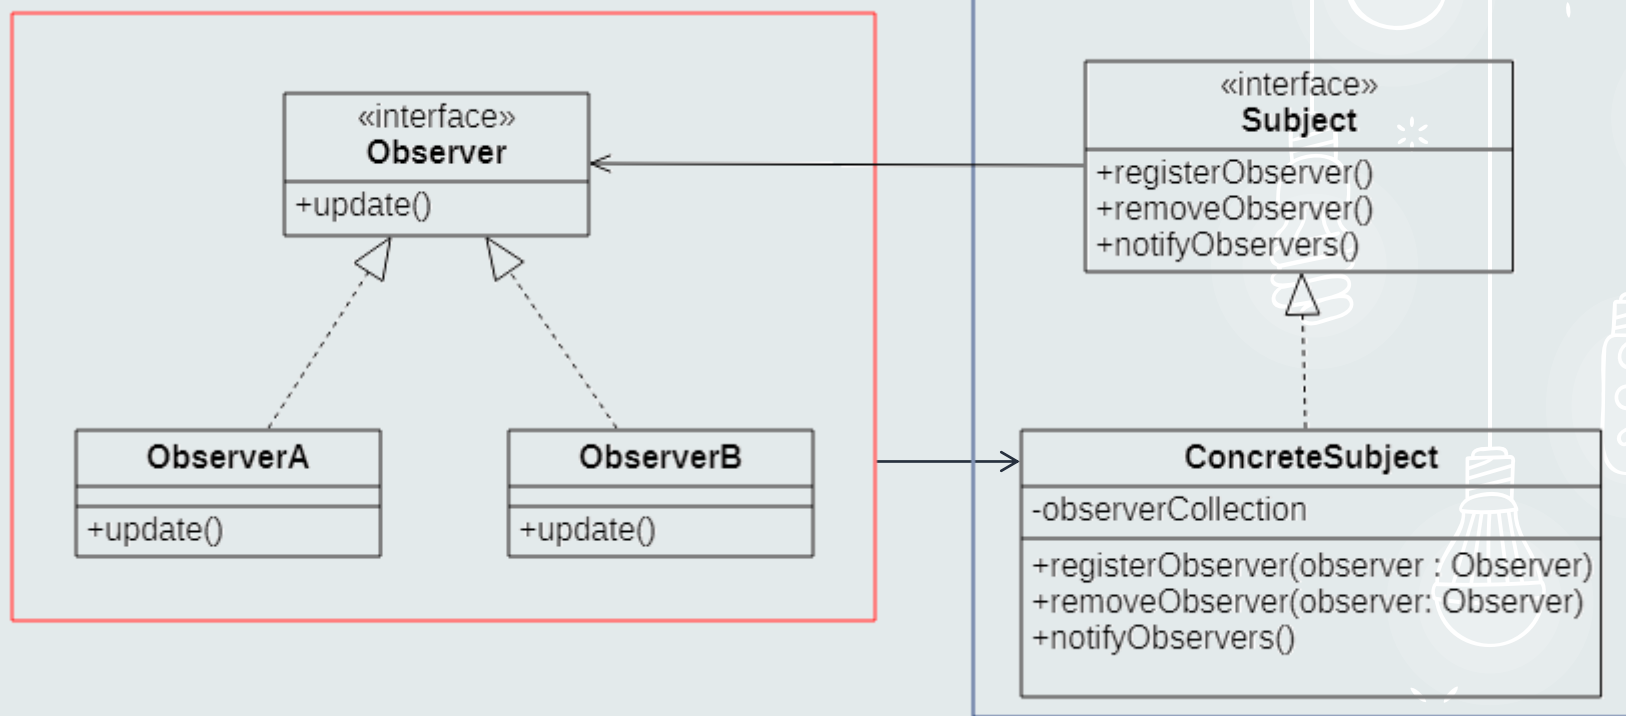 «interface»
Observer
+update()
«interface»
Subject
+registerObserver()
+removeObserver()
+notifyObservers()
ObserverA
+update()
ObserverB
+update()
ConcreteSubject
-observerCollection
+registerObserver(observer : Observer)
+removeObserver(observer: Observer)
+notifyObservers()